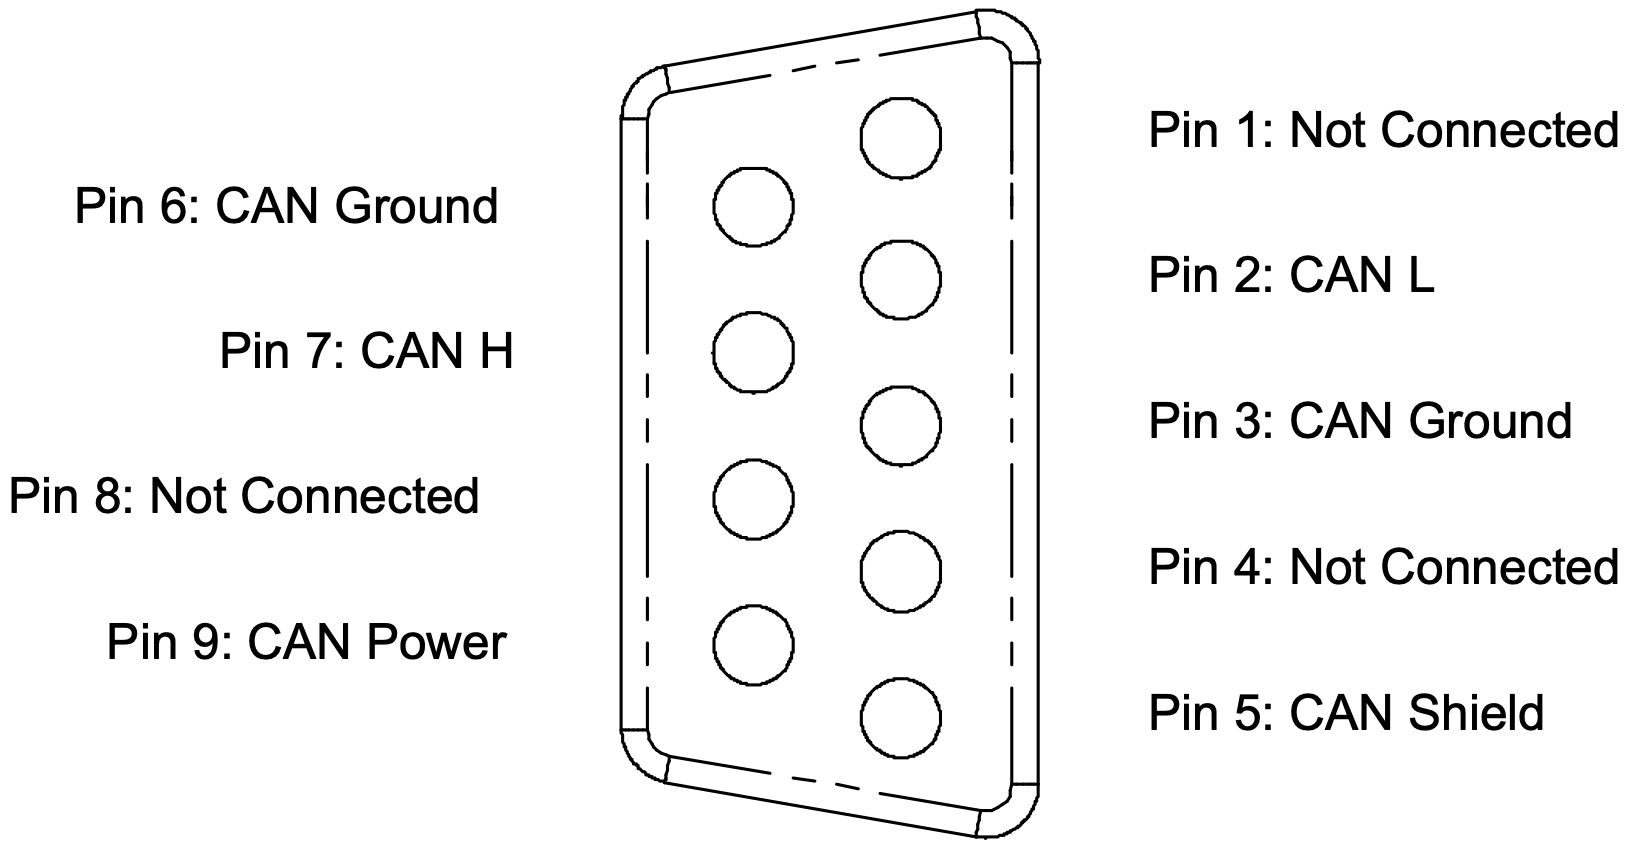 Pin 1: Not Connected
Pin 6: CAN Ground
Pin 2: CAN L
Pin 7: CAN H
Pin 3: CAN Ground
Pin 8: Not Connected
Pin 4: Not Connected
Pin 9: CAN Power
Pin 5: CAN Shield